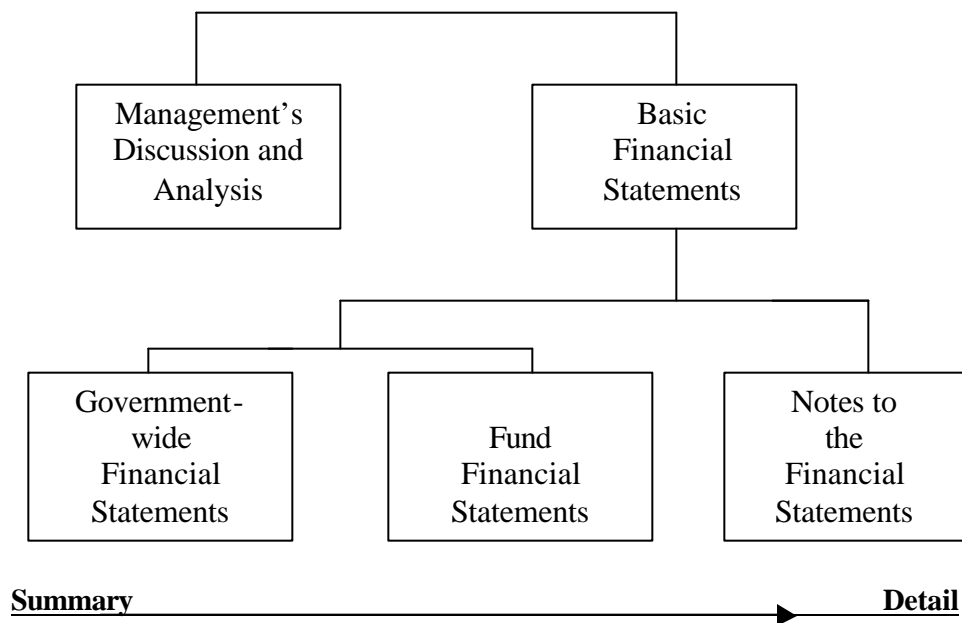 Management’s
Discussion and
Analysis
Basic
Financial
Statements
Government-
wide
Financial
Statements
Fund
Financial
Statements
Notes to
the
Financial
Statements
Summary
Detail